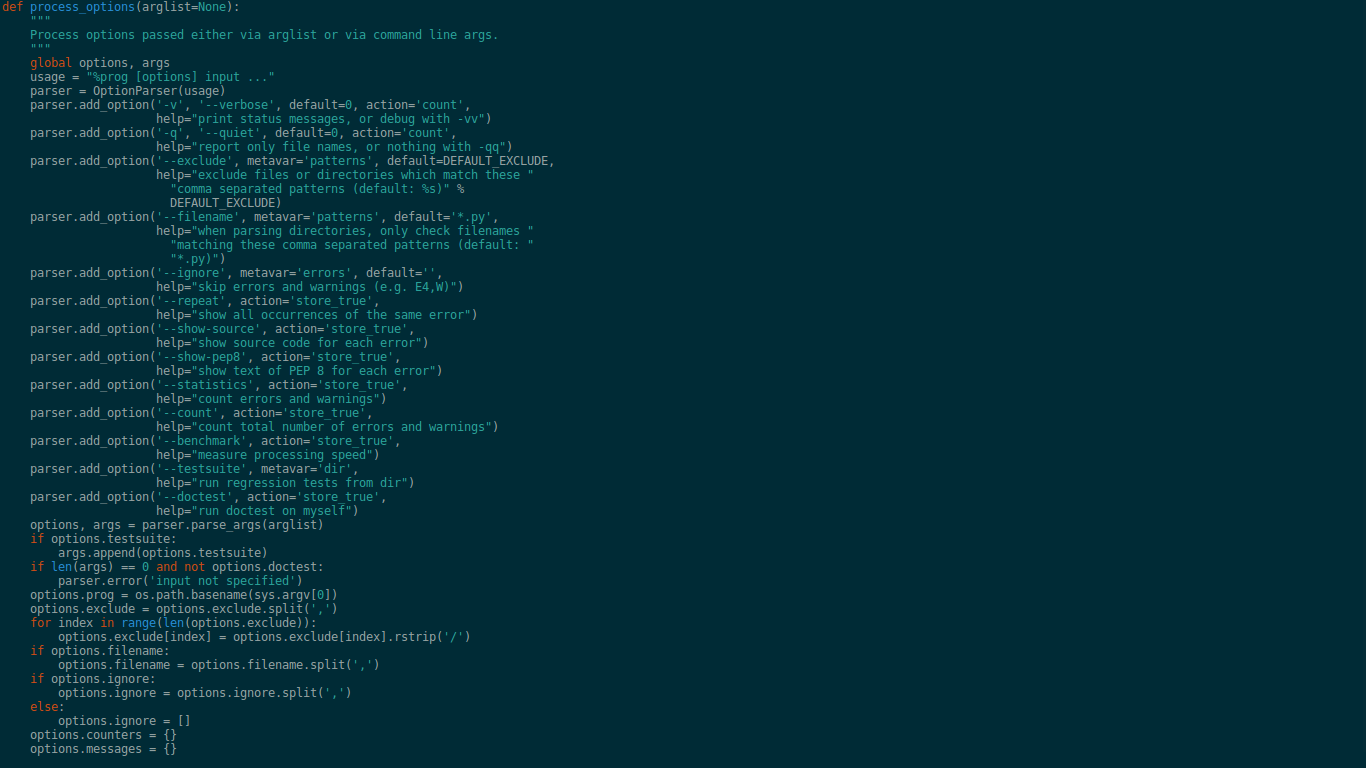 def process_options(arglist=None):
    """
    Process options passed either via arglist or via command line args.
    """
    global options, args
    usage = "%prog [options] input ..."
    parser = OptionParser(usage)
    parser.add_option('-v', '--verbose', default=0, action='count',
                      help="print status messages, or debug with -vv")
    parser.add_option('-q', '--quiet', default=0, action='count',
                      help="report only file names, or nothing with -qq")
    parser.add_option('--exclude', metavar='patterns', default=DEFAULT_EXCLUDE,
                      help="exclude files or directories which match these "
                        "comma separated patterns (default: %s)" %
                        DEFAULT_EXCLUDE)
    parser.add_option('--filename', metavar='patterns', default='*.py',
                      help="when parsing directories, only check filenames "
                        "matching these comma separated patterns (default: "
                        "*.py)")
    parser.add_option('--ignore', metavar='errors', default='',
                      help="skip errors and warnings (e.g. E4,W)")
    parser.add_option('--repeat', action='store_true',
                      help="show all occurrences of the same error")
    parser.add_option('--show-source', action='store_true',
                      help="show source code for each error")
    parser.add_option('--show-pep8', action='store_true',
                      help="show text of PEP 8 for each error")
    parser.add_option('--statistics', action='store_true',
                      help="count errors and warnings")
    parser.add_option('--count', action='store_true',
                      help="count total number of errors and warnings")
    parser.add_option('--benchmark', action='store_true',
                      help="measure processing speed")
    parser.add_option('--testsuite', metavar='dir',
                      help="run regression tests from dir")
    parser.add_option('--doctest', action='store_true',
                      help="run doctest on myself")
    options, args = parser.parse_args(arglist)
    if options.testsuite:
        args.append(options.testsuite)
    if len(args) == 0 and not options.doctest:
        parser.error('input not specified')
    options.prog = os.path.basename(sys.argv[0])
    options.exclude = options.exclude.split(',')
    for index in range(len(options.exclude)):
        options.exclude[index] = options.exclude[index].rstrip('/')
    if options.filename:
        options.filename = options.filename.split(',')
    if options.ignore:
        options.ignore = options.ignore.split(',')
    else:
        options.ignore = []
    options.counters = {}
    options.messages = {}